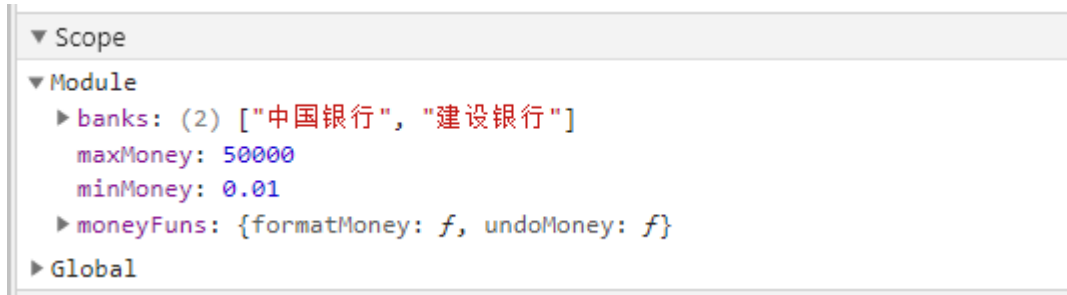 Scope
Module
banks: (2) ["中国银行", "建设银行"]
maxMoney: 50000
minMoney: 0.01
moneyFuns: {formatMoney: ƒ, undoMoney: ƒ}
Global